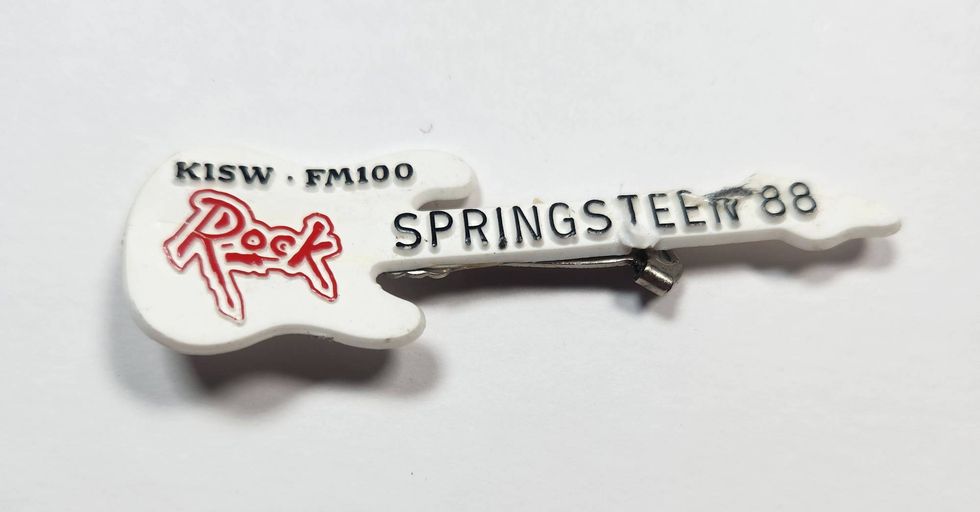 KISW · FM100
Rock
SPRINGSTEEN '88